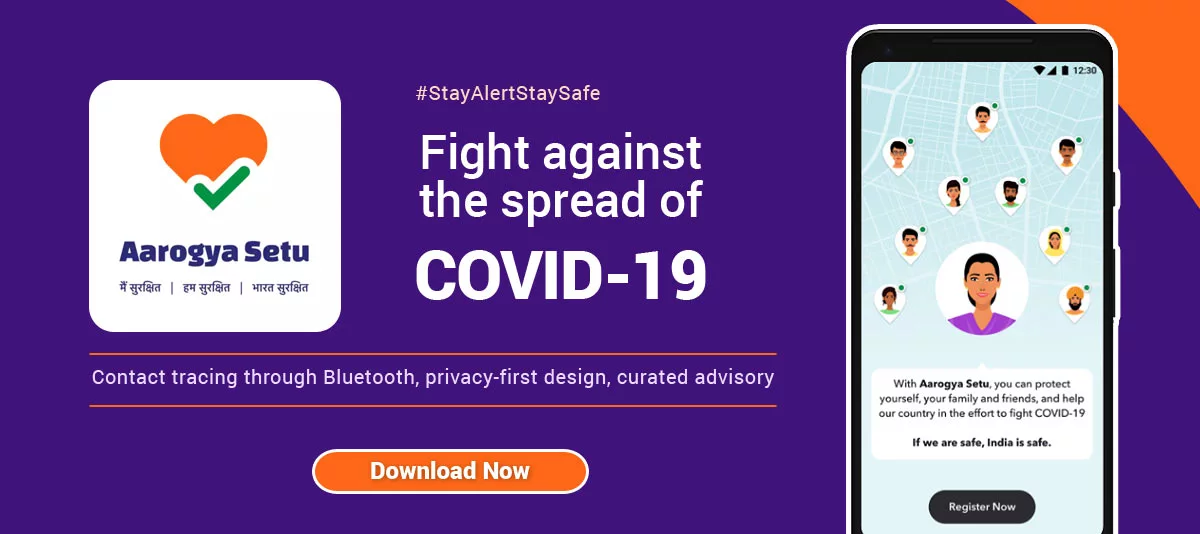 Aarogya Setu
मैं सुरक्षित | हम सुरक्षित | भारत सुरक्षित
#StayAlertStaySafe
Fight against
the spread of
COVID-19
Contact tracing through Bluetooth, privacy-first design, curated advisory
Download Now
12:30
With Aarogya Setu, you can protect
yourself, your family and friends, and help
our country in the effort to fight COVID-19
If we are safe, India is safe.
Register Now